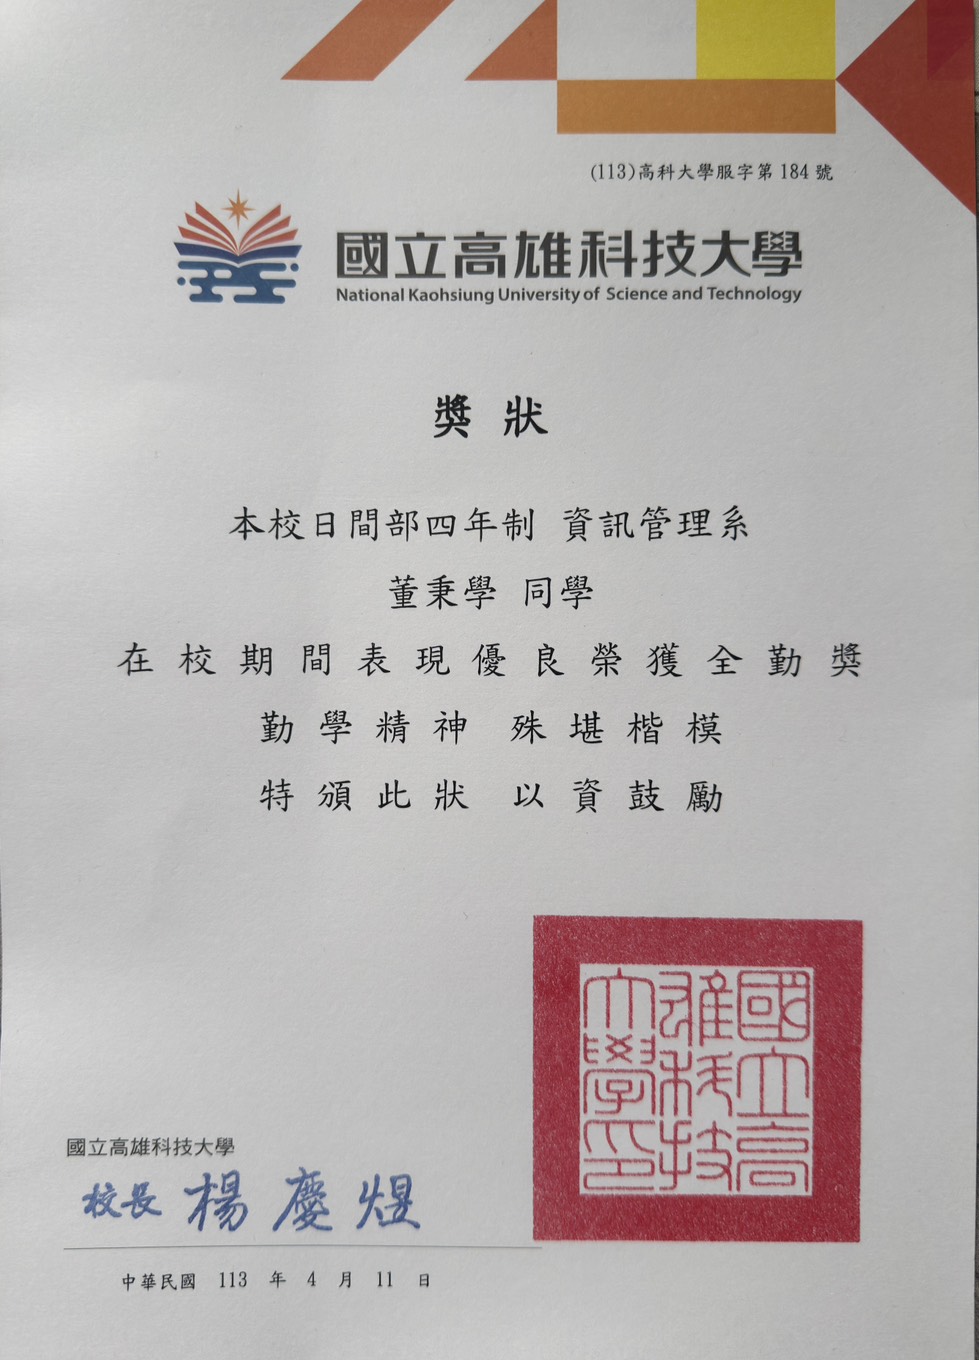 (113)高科大學服字第 184 號
國立高雄科技大學
National Kaohsiung University of Science and Technology
獎 狀
本校日間部四年制 資訊管理系
董秉學 同學
在校期間表現優良榮獲全勤獎
勤學精神 殊堪楷模
特頒此狀 以資鼓勵
國立高雄科技大學印
國立高雄科技大學
校長 楊慶煜
中華民國 113 年 4 月 11 日